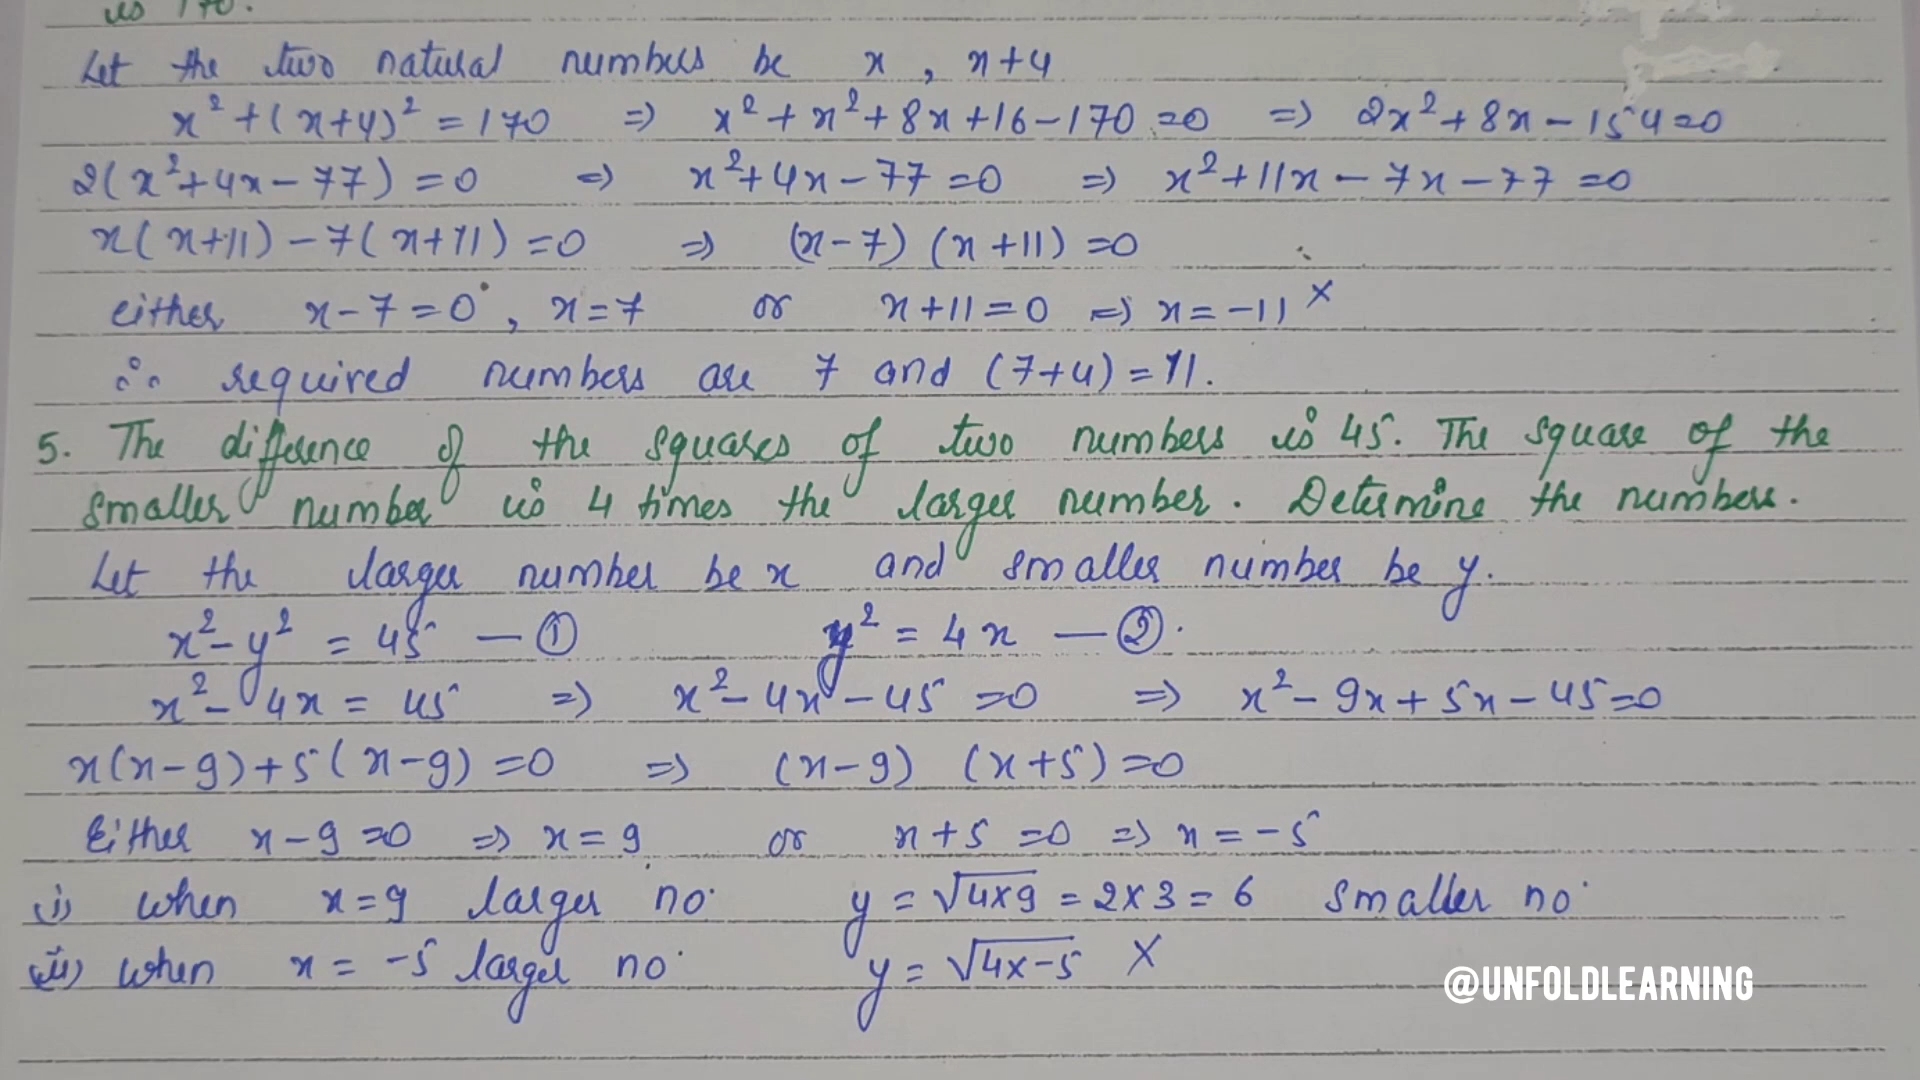 is 170.
Let the two natural numbers be x, x+4
x²+(x+4)² = 170 => x²+x²+8x+16-170=0 => 2x²+8x-154=0
2(x²+4x-77)=0 => x²+4x-77=0 => x²+11x-7x-77=0
x(x+11)-7(x+11)=0 => (x-7) (x+11)=0
either x-7=0, x=7 or x+11=0 => x=-11 ×
∴ required numbers are 7 and (7+4)=11.
5. The difference of the squares of two numbers is 45. The square of the
smaller number is 4 times the larger number. Determine the numbers.
Let the larger number be x and smaller number be y.
x²-y² = 45 — ① y² = 4x — ②.
x²-4x = 45 => x²-4x-45=0 => x²-9x+5x-45=0
x(x-9)+5(x-9)=0 => (x-9) (x+5)=0
Either x-9=0 => x=9 or x+5=0 => x=-5
i) when x=9 larger no. y = √4×9 = 2×3 = 6 smaller no.
ii) when x = -5 larger no. y = √4×-5 ×
@UNFOLDLEARNING